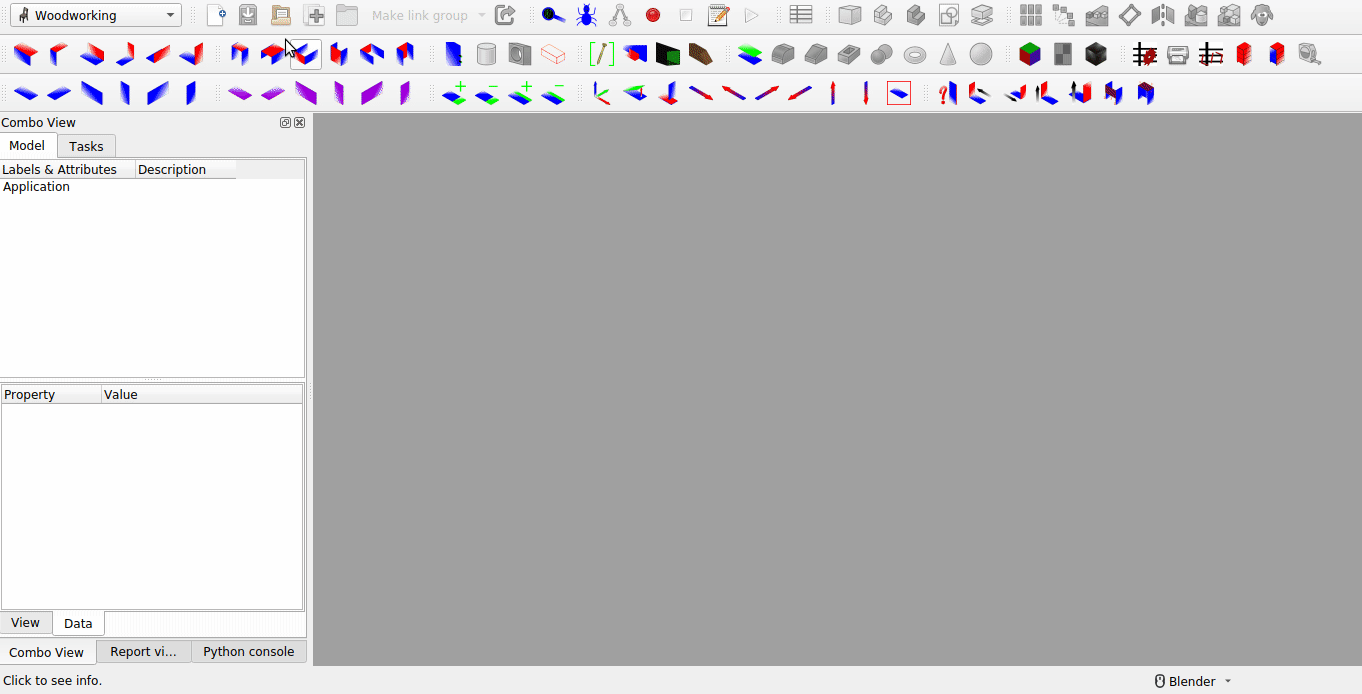 Woodworking
Make link group
Combo View
Model
Tasks
Labels & Attributes
Description
Application
Property
Value
View
Data
Combo View
Report vi...
Python console
Click to see info.
Blender